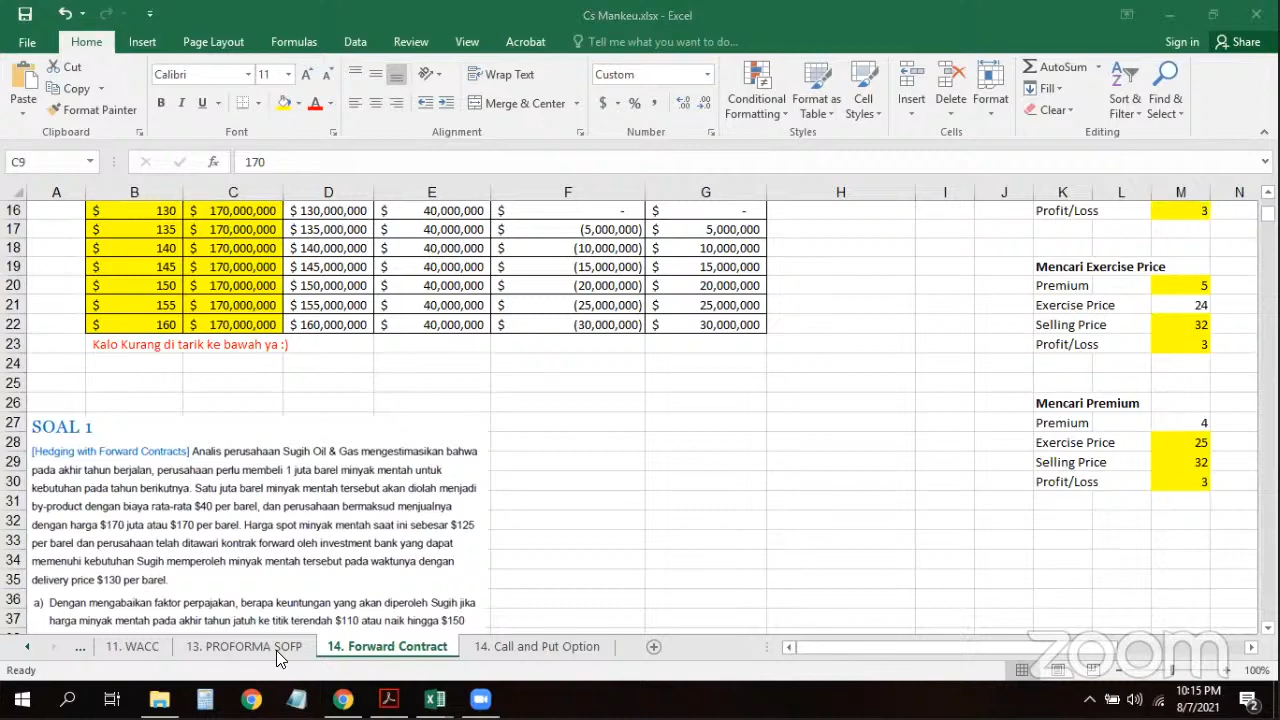 Cs Mankeu.xlsx - Excel
File Home Insert Page Layout Formulas Data Review View Acrobat Tell me what you want to do... Sign in Share
Cut Calibri 11 Wrap Text Custom AutoSum
Paste Copy Conditional Formatting Format as Table Cell Styles Insert Delete Format Fill Sort & Filter Find & Select
Format Painter B I U Merge & Center $ % Clear
Clipboard Font Alignment Number Styles Cells Editing
C9 fx 170
A B C D E F G H I J K L M N
16 $ 130 $ 170,000,000 $ 130,000,000 $ 40,000,000 $ - $ - Profit/Loss 3
17 $ 135 $ 170,000,000 $ 135,000,000 $ 40,000,000 $ (5,000,000) $ 5,000,000
18 $ 140 $ 170,000,000 $ 140,000,000 $ 40,000,000 $ (10,000,000) $ 10,000,000
19 $ 145 $ 170,000,000 $ 145,000,000 $ 40,000,000 $ (15,000,000) $ 15,000,000 Mencari Exercise Price
20 $ 150 $ 170,000,000 $ 150,000,000 $ 40,000,000 $ (20,000,000) $ 20,000,000 Premium 5
21 $ 155 $ 170,000,000 $ 155,000,000 $ 40,000,000 $ (25,000,000) $ 25,000,000 Exercise Price 24
22 $ 160 $ 170,000,000 $ 160,000,000 $ 40,000,000 $ (30,000,000) $ 30,000,000 Selling Price 32
23 Kalo Kurang di tarik ke bawah ya :) Profit/Loss 3
24
25
26 Mencari Premium
27 SOAL 1 Premium 4
28 [Hedging with Forward Contracts] Analis perusahaan Sugih Oil & Gas mengestimasikan bahwa Exercise Price 25
29 pada akhir tahun berjalan, perusahaan perlu membeli 1 juta barel minyak mentah untuk Selling Price 32
30 kebutuhan pada tahun berikutnya. Satu juta barel minyak mentah tersebut akan diolah menjadi Profit/Loss 3
31 by-product dengan biaya rata-rata $40 per barel, dan perusahaan bermaksud menjualnya
32 dengan harga $170 juta atau $170 per barel. Harga spot minyak mentah saat ini sebesar $125
33 per barel dan perusahaan telah ditawari kontrak forward oleh investment bank yang dapat
34 memenuhi kebutuhan Sugih memperoleh minyak mentah tersebut pada waktunya dengan
35 delivery price $130 per barel.
36 a) Dengan mengabaikan faktor perpajakan, berapa keuntungan yang akan diperoleh Sugih jika
37 harga minyak mentah pada akhir tahun jatuh ke titik terendah $110 atau naik hingga $150
... 11. WACC 13. PROFORMA SOFP 14. Forward Contract 14. Call and Put Option
zoom
Ready 100%
10:15 PM
8/7/2021
2